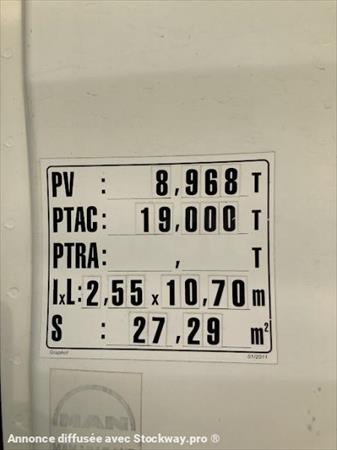 PV : 8,968 T
PTAC: 19,000 T
PTRA: , T
lxL: 2,55 x 10,70 m
S : 27,29 m²
Graphof 01/2011
MAN
Annonce diffusée avec Stockway.pro ®